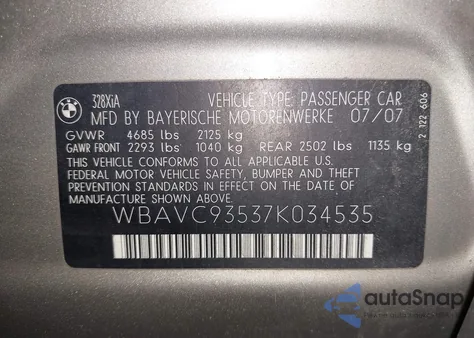 BMW
328XiA VEHICLE TYPE: PASSENGER CAR
MFD BY BAYERISCHE MOTORENWERKE 07/07
GVWR 4685 lbs 2125 kg
GAWR FRONT 2293 lbs 1040 kg REAR 2502 lbs 1135 kg
THIS VEHICLE CONFORMS TO ALL APPLICABLE U.S.
FEDERAL MOTOR VEHICLE SAFETY, BUMPER, AND
THEFT PREVENTION STANDARDS IN EFFECT ON THE DATE OF
MANUFACTURE SHOWN ABOVE.
WBAVC93537K034535
2 122 606
autoSnap